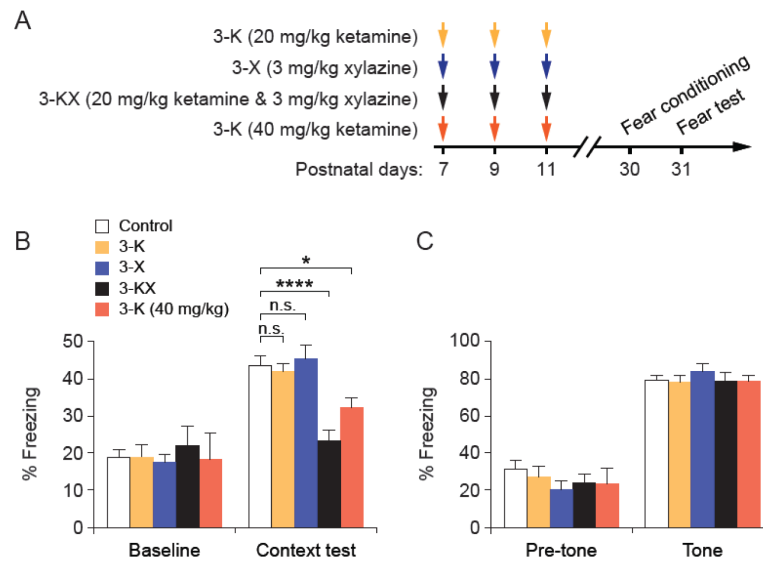 A
3-K (20 mg/kg ketamine)
3-X (3 mg/kg xylazine)
3-KX (20 mg/kg ketamine & 3 mg/kg xylazine)
3-K (40 mg/kg ketamine)
Fear conditioning
Fear test
Postnatal days: 7 9 11 30 31
B
Control
3-K
3-X
3-KX
3-K (40 mg/kg)
*
****
n.s.
n.s.
% Freezing
50
40
30
20
10
0
Baseline Context test
C
% Freezing
100
80
60
40
20
0
Pre-tone Tone